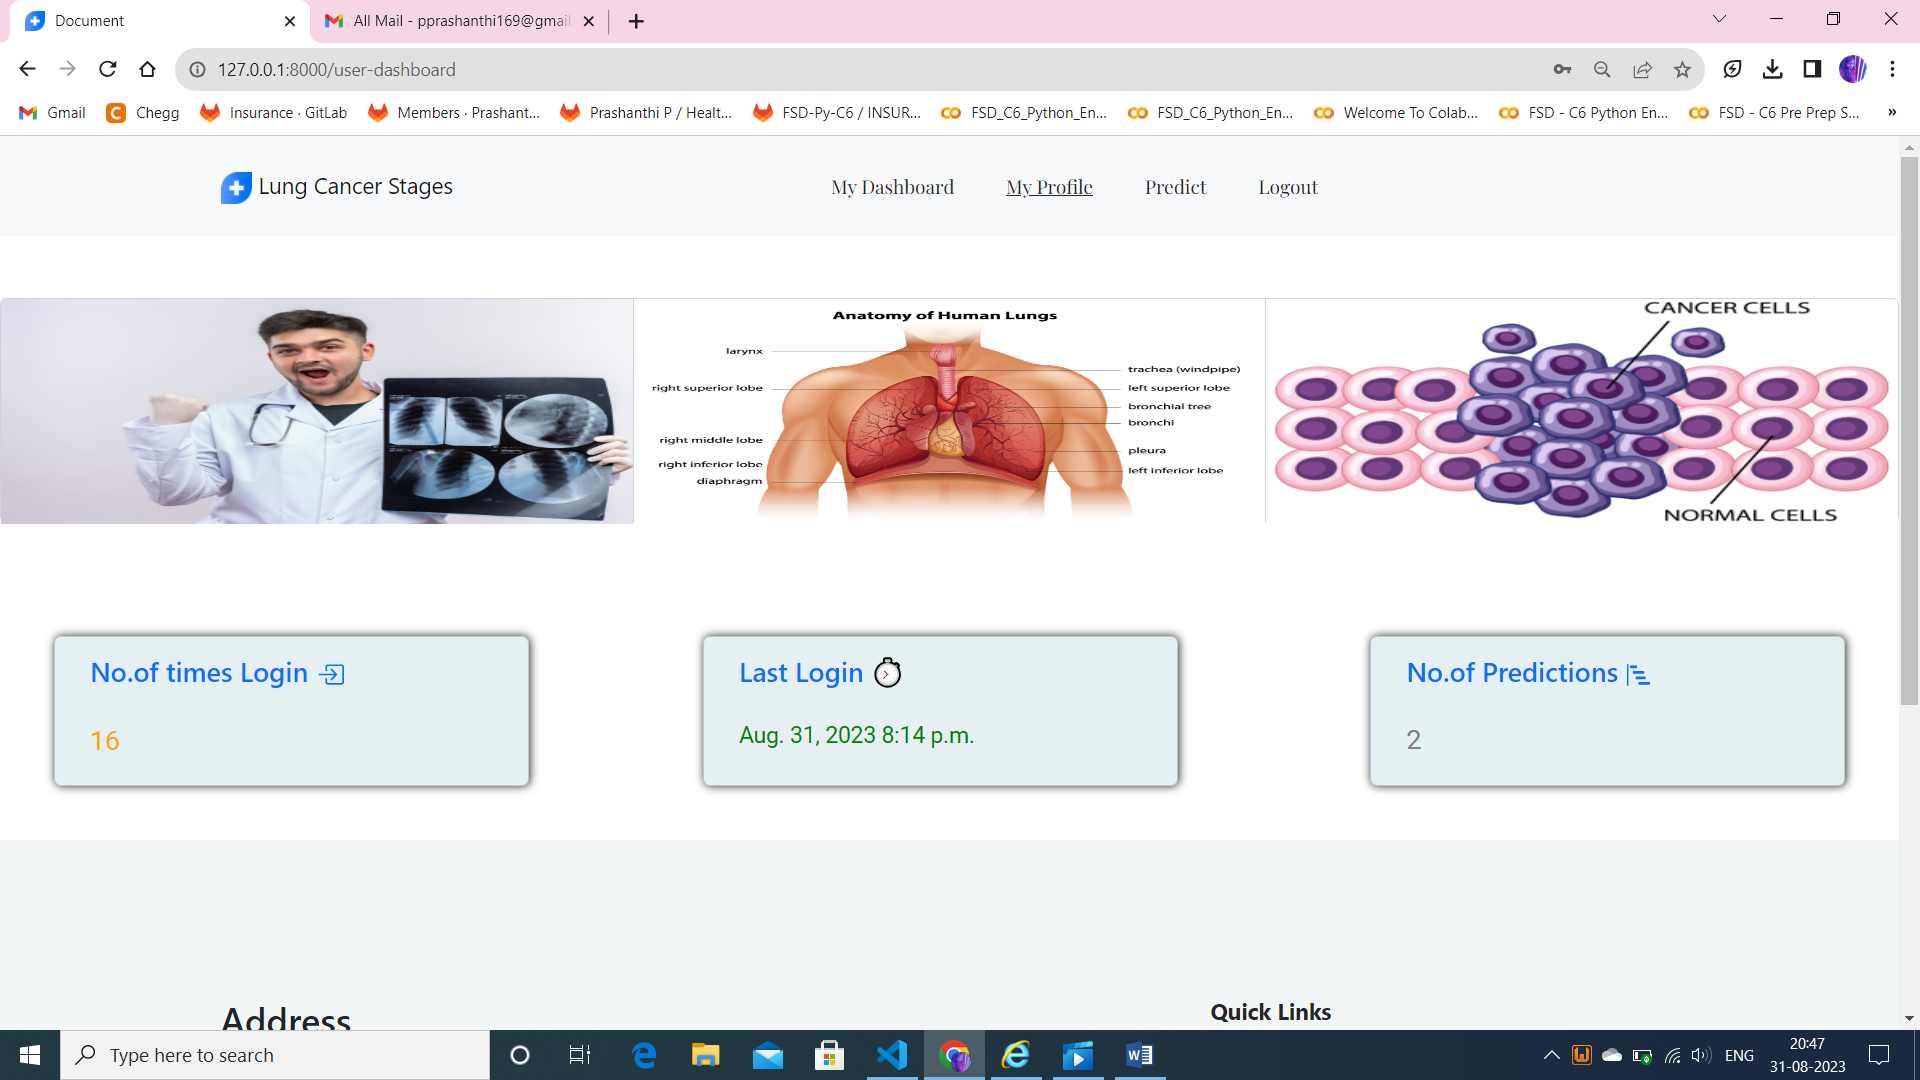 Document
All Mail - pprashanthi169@gmail.
127.0.0.1:8000/user-dashboard
Gmail
Chegg
Insurance · GitLab
Members · Prashant...
Prashanthi P / Healt...
FSD-Py-C6 / INSUR...
FSD_C6_Python_En...
FSD_C6_Python_En...
Welcome To Colab...
FSD - C6 Python En...
FSD - C6 Pre Prep S...
»
Lung Cancer Stages
My Dashboard
My Profile
Predict
Logout
Anatomy of Human Lungs
larynx
right superior lobe
right middle lobe
right inferior lobe
diaphragm
trachea (windpipe)
left superior lobe
bronchial tree
bronchi
pleura
left inferior lobe
CANCER CELLS
NORMAL CELLS
No.of times Login
16
Last Login
Aug. 31, 2023 8:14 p.m.
No.of Predictions
2
Address
Quick Links
Type here to search
ENG
20:47
31-08-2023